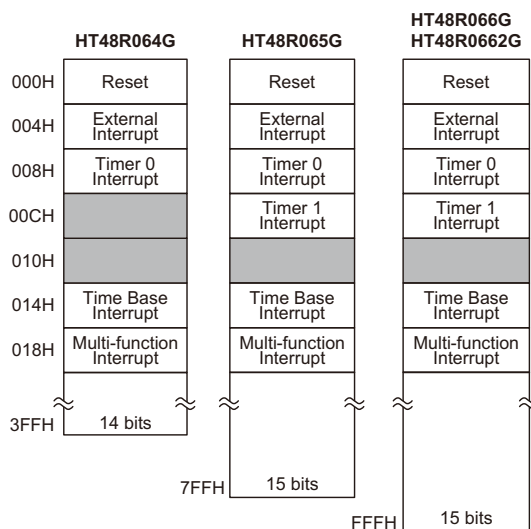 HT48R064G
HT48R065G
HT48R066G
HT48R0662G
000H
Reset
Reset
Reset
004H
External
Interrupt
External
Interrupt
External
Interrupt
008H
Timer 0
Interrupt
Timer 0
Interrupt
Timer 0
Interrupt
00CH
Timer 1
Interrupt
Timer 1
Interrupt
010H
014H
Time Base
Interrupt
Time Base
Interrupt
Time Base
Interrupt
018H
Multi-function
Interrupt
Multi-function
Interrupt
Multi-function
Interrupt
3FFH
14 bits
7FFH
15 bits
FFFH
15 bits